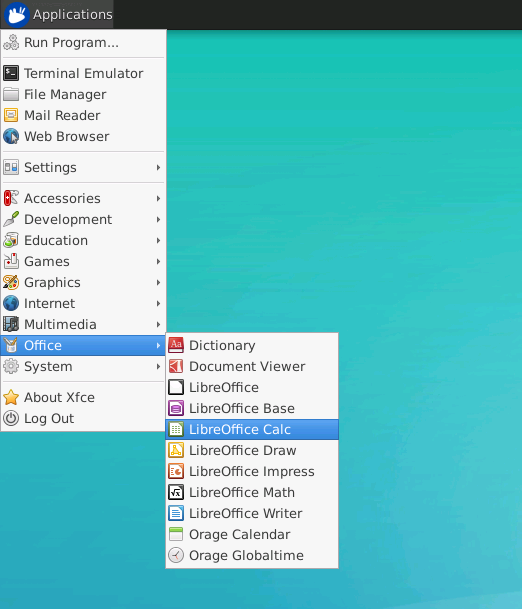 Applications
Run Program...
Terminal Emulator
File Manager
Mail Reader
Web Browser
Settings
Accessories
Development
Education
Games
Graphics
Internet
Multimedia
Office
System
About Xfce
Log Out
Dictionary
Document Viewer
LibreOffice
LibreOffice Base
LibreOffice Calc
LibreOffice Draw
LibreOffice Impress
LibreOffice Math
LibreOffice Writer
Orage Calendar
Orage Globaltime